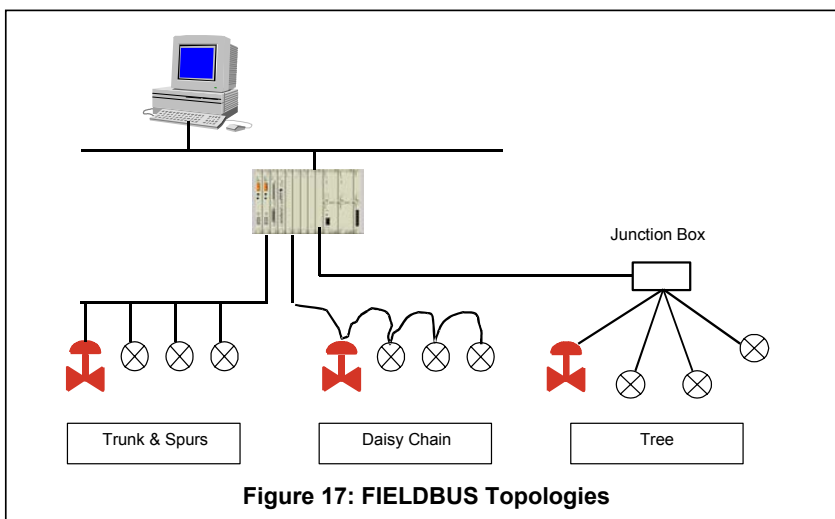 Junction Box
Trunk & Spurs
Daisy Chain
Tree
Figure 17: FIELDBUS Topologies